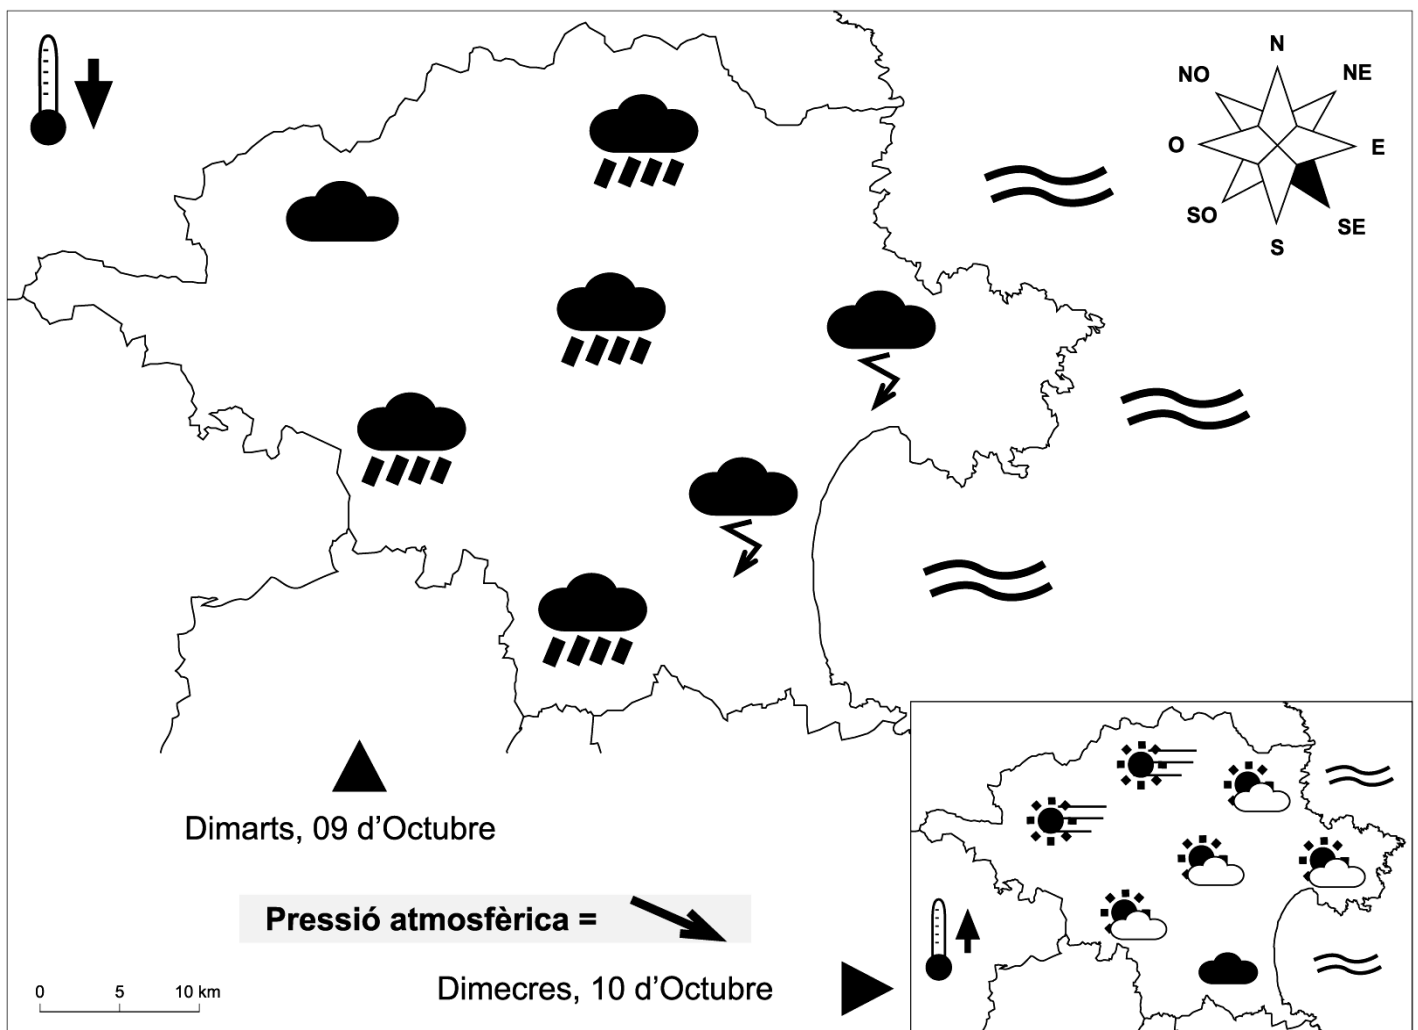 N
NO
NE
O
E
SO
SE
S
Dimarts, 09 d’Octubre
Pressió atmosfèrica =
Dimecres, 10 d’Octubre
0 5 10 km